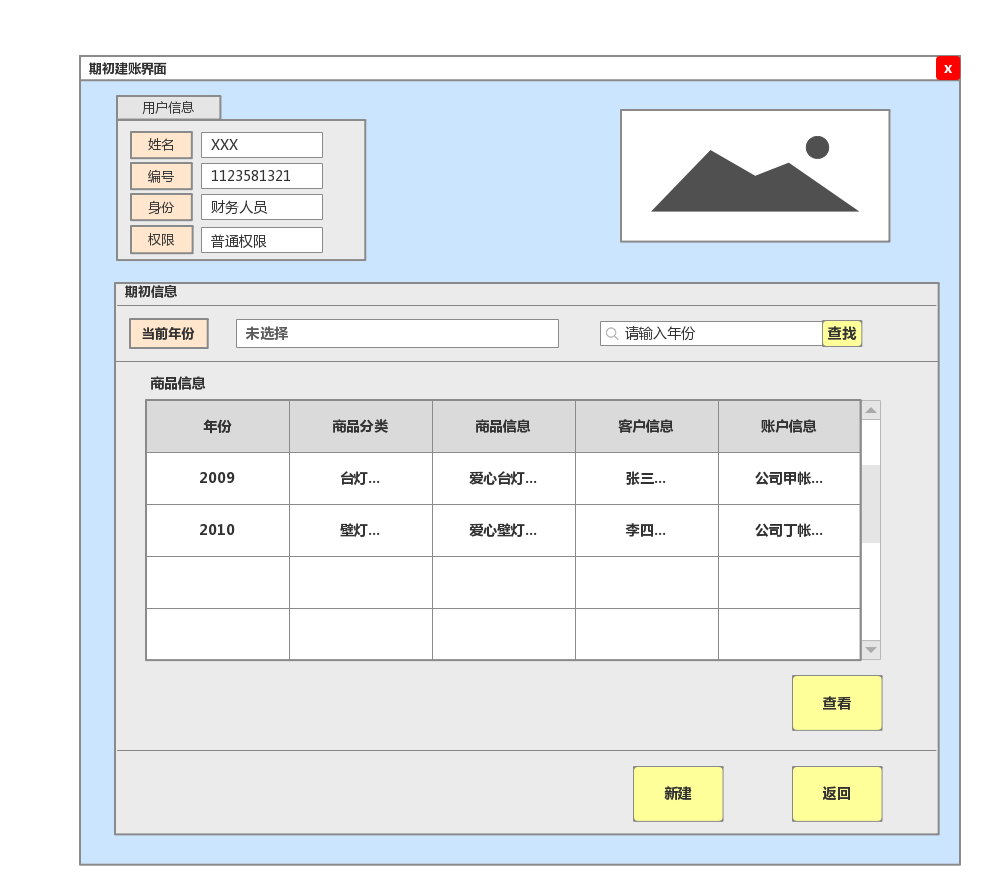 期初建账界面 x
用户信息
姓名 XXX
编号 1123581321
身份 财务人员
权限 普通权限
期初信息
当前年份 未选择 请输入年份 查找
商品信息
年份 商品分类 商品信息 客户信息 账户信息
2009 台灯... 爱心台灯... 张三... 公司甲帐...
2010 壁灯... 爱心壁灯... 李四... 公司丁帐...
查看
新建 返回